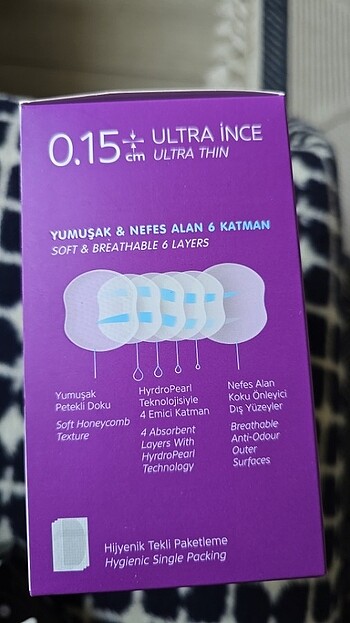 0.15 cm ULTRA İNCE
ULTRA THIN
YUMUŞAK & NEFES ALAN 6 KATMAN
SOFT & BREATHABLE 6 LAYERS
Yumuşak
Petekli Doku
Soft Honeycomb
Texture
HyrdoPearl
Teknolojisiyle
4 Emici Katman
4 Absorbent
Layers With
HyrdoPearl
Technology
Nefes Alan
Koku Önleyici
Dış Yüzeyler
Breathable
Anti-Odour
Outer
Surfaces
Hijyenik Tekli Paketleme
Hygienic Single Packing